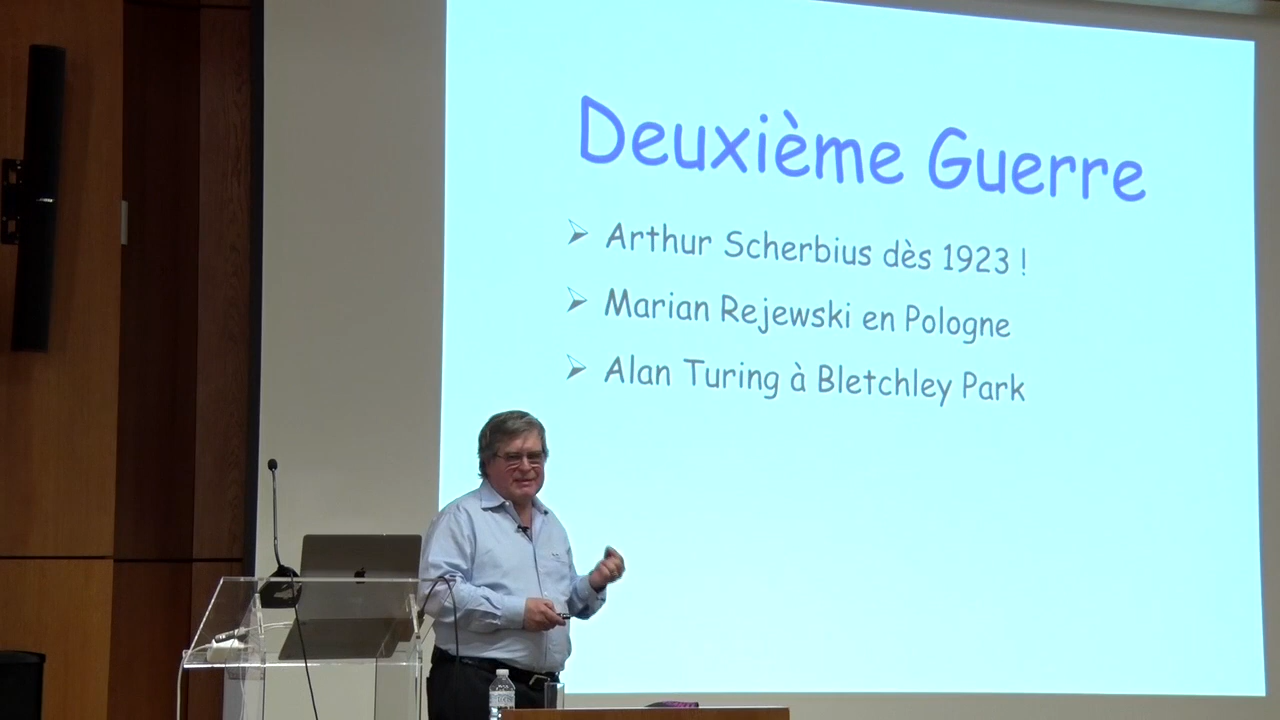 Deuxième Guerre
Arthur Scherbius dès 1923 !
Marian Rejewski en Pologne
Alan Turing à Bletchley Park